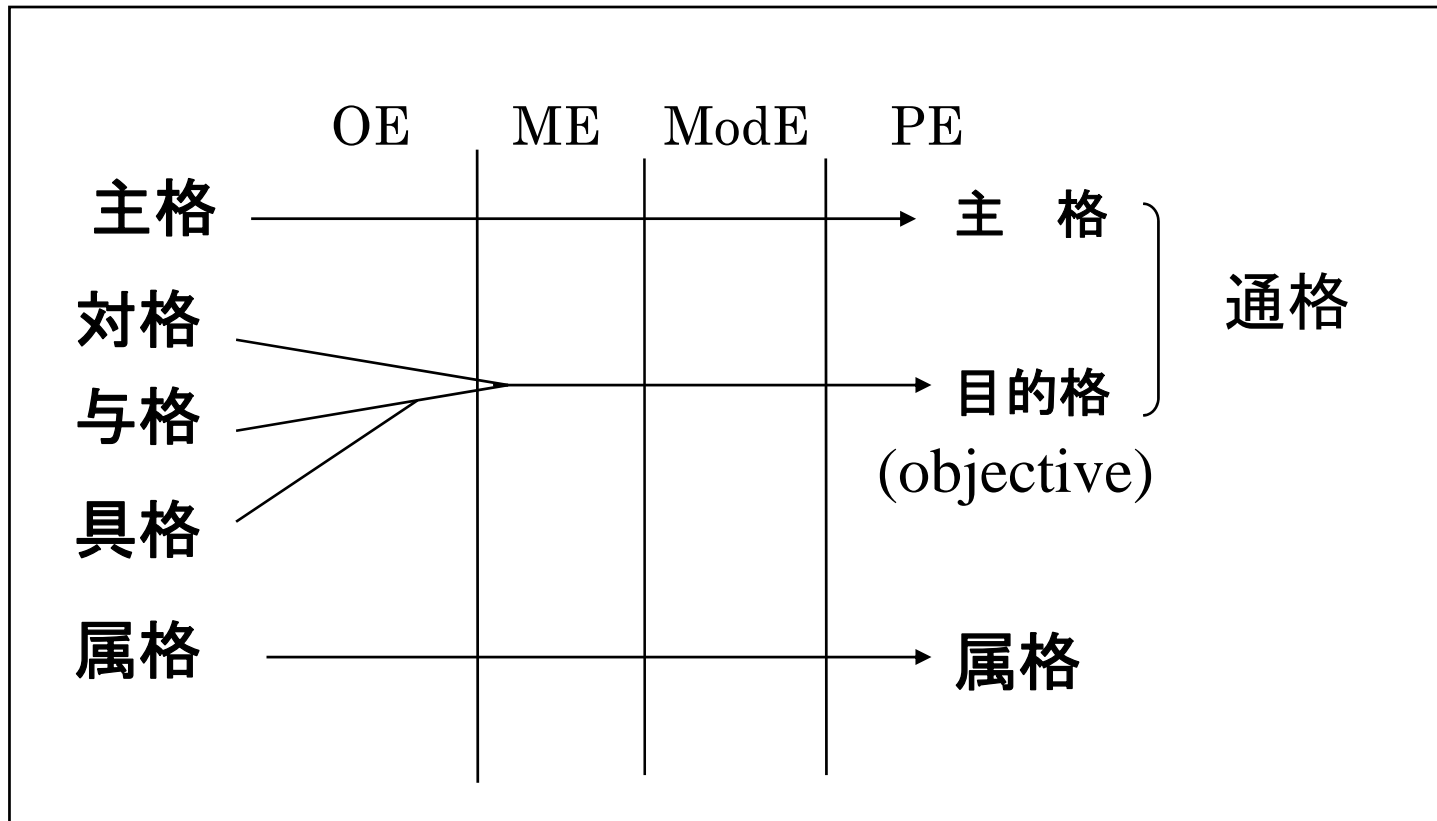 OE ME ModE PE
主格 主　格
対格 通格
与格 目的格
(objective)
具格
属格 属格